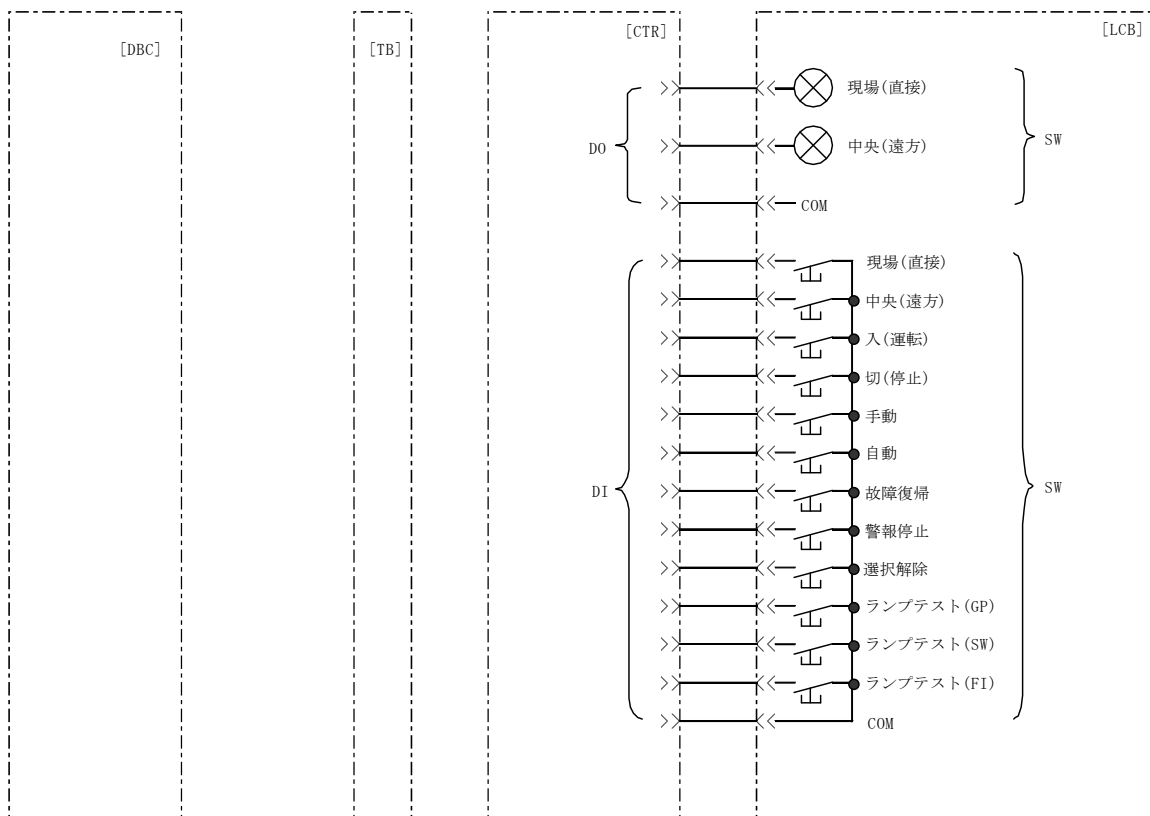 [DBC]
[TB]
[CTR]
[LCB]
現場(直接)
DO
中央(遠方)
SW
COM
現場(直接)
中央(遠方)
入(運転)
切(停止)
手動
自動
DI
故障復帰
SW
警報停止
選択解除
ランプテスト(GP)
ランプテスト(SW)
ランプテスト(FI)
COM